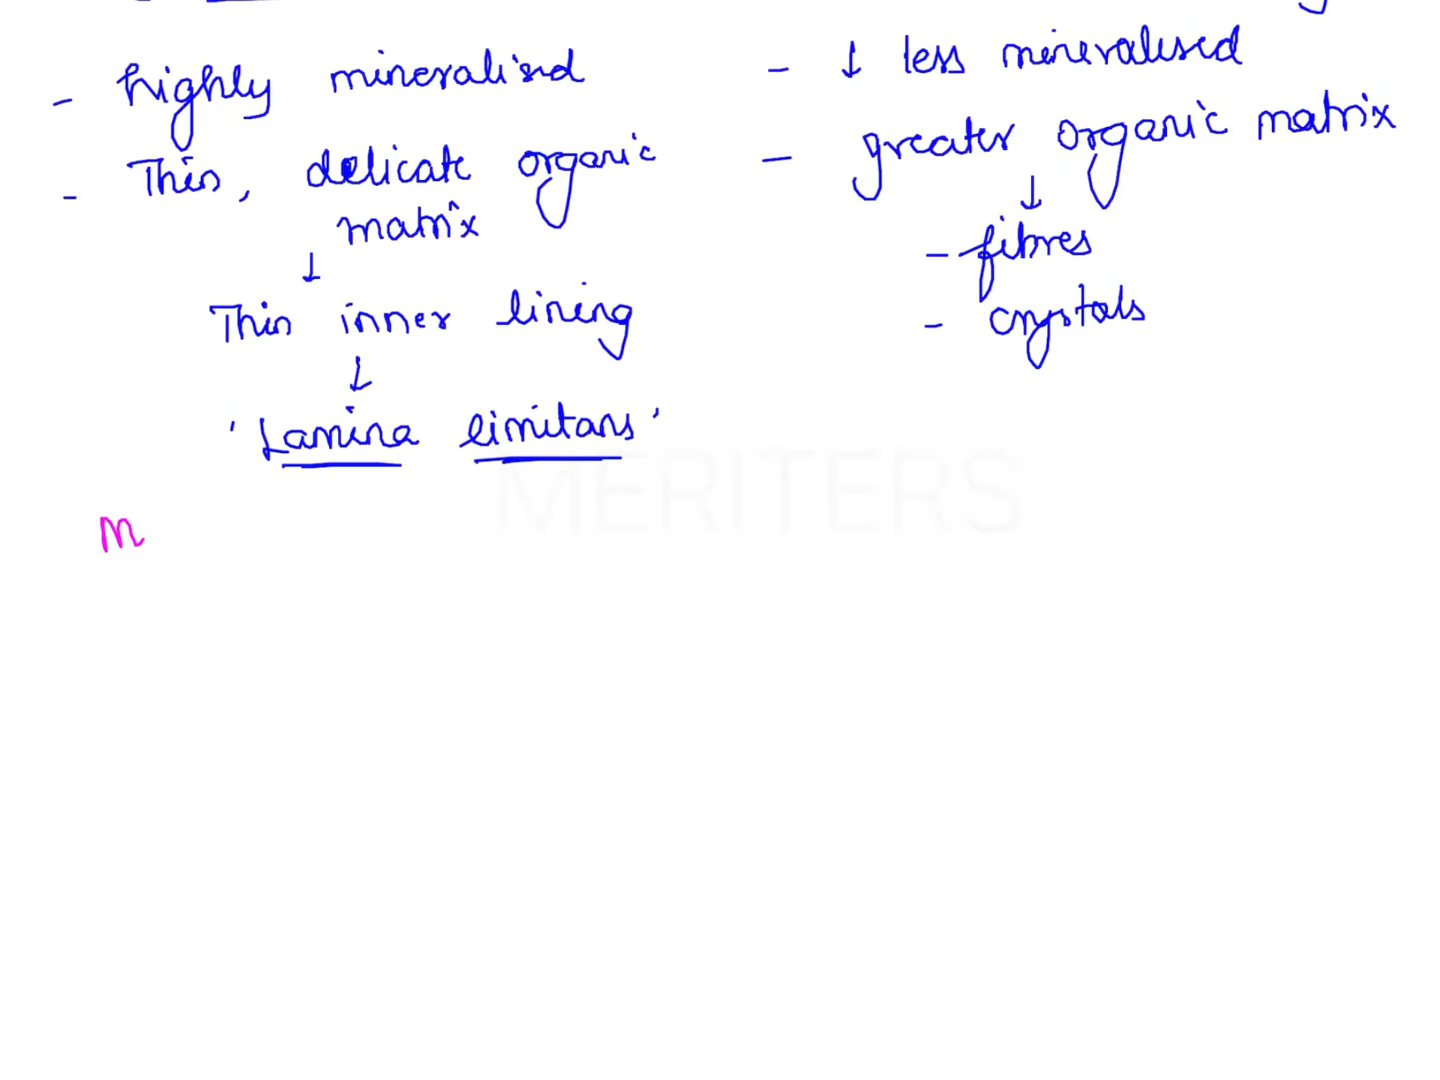 - highly mineralised
- Thin, delicate organic
matrix
↓
Thin inner lining
↓
'Lamina limitans'
- ↓ less mineralised
- greater organic matrix
↓
- fibres
- crystals
MERITERS
M